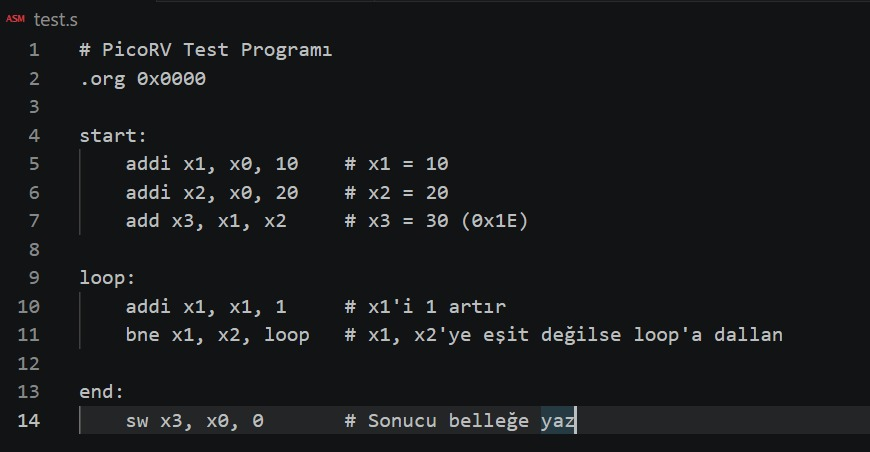 ASM test.s
1 # PicoRV Test Programı
2 .org 0x0000
3
4 start:
5 addi x1, x0, 10 # x1 = 10
6 addi x2, x0, 20 # x2 = 20
7 add x3, x1, x2 # x3 = 30 (0x1E)
8
9 loop:
10 addi x1, x1, 1 # x1'i 1 artır
11 bne x1, x2, loop # x1, x2'ye eşit değilse loop'a dallan
12
13 end:
14 sw x3, x0, 0 # Sonucu belleğe yaz